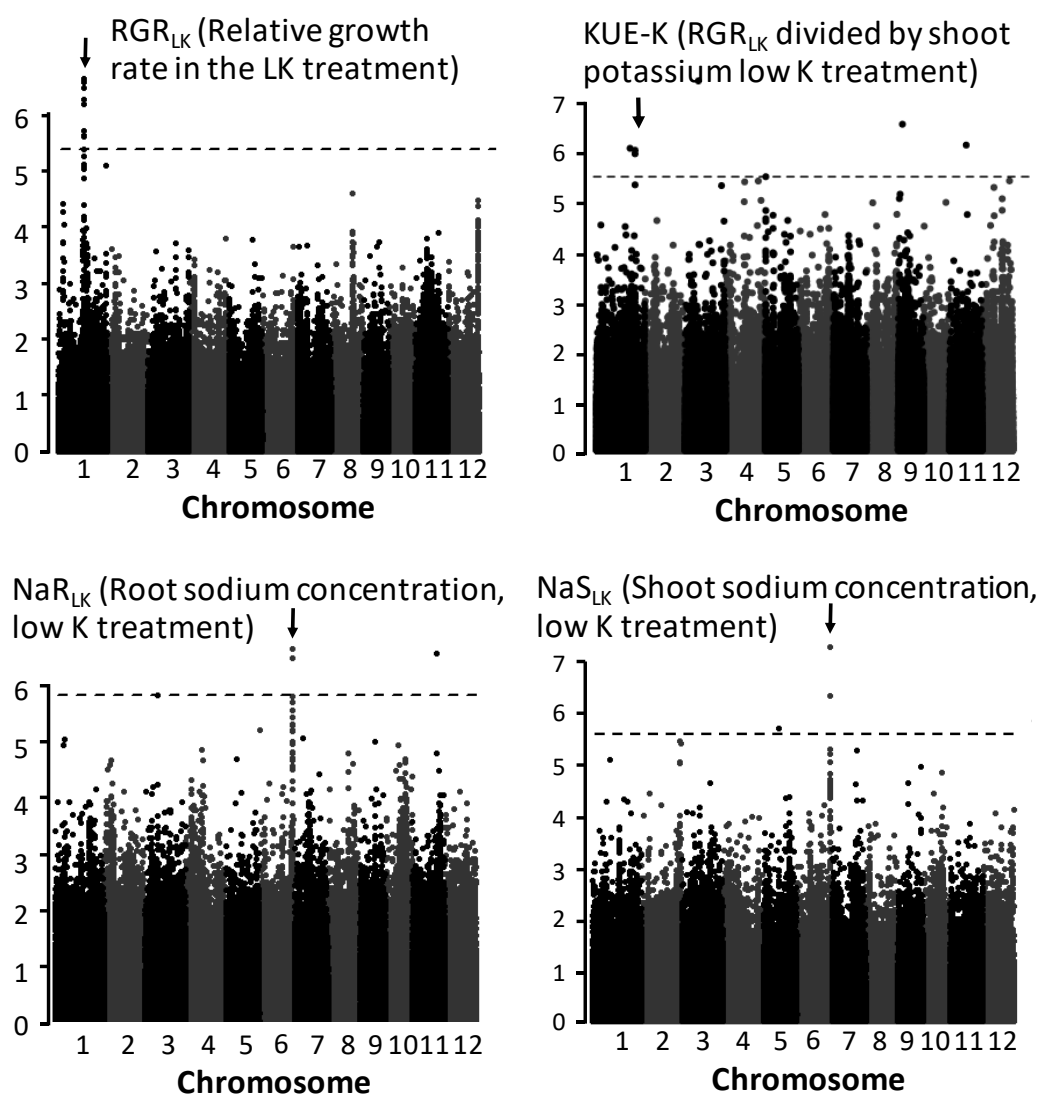 RGR_LK (Relative growth
rate in the LK treatment)
6
5
4
3
2
1
0
1 2 3 4 5 6 7 8 9 10 11 12
Chromosome
KUE-K (RGR_LK divided by shoot
potassium low K treatment)
7
6
5
4
3
2
1
0
1 2 3 4 5 6 7 8 9 10 11 12
Chromosome
NaR_LK (Root sodium concentration,
low K treatment)
6
5
4
3
2
1
0
1 2 3 4 5 6 7 8 9 10 11 12
Chromosome
NaS_LK (Shoot sodium concentration,
low K treatment)
7
6
5
4
3
2
1
0
1 2 3 4 5 6 7 8 9 10 11 12
Chromosome